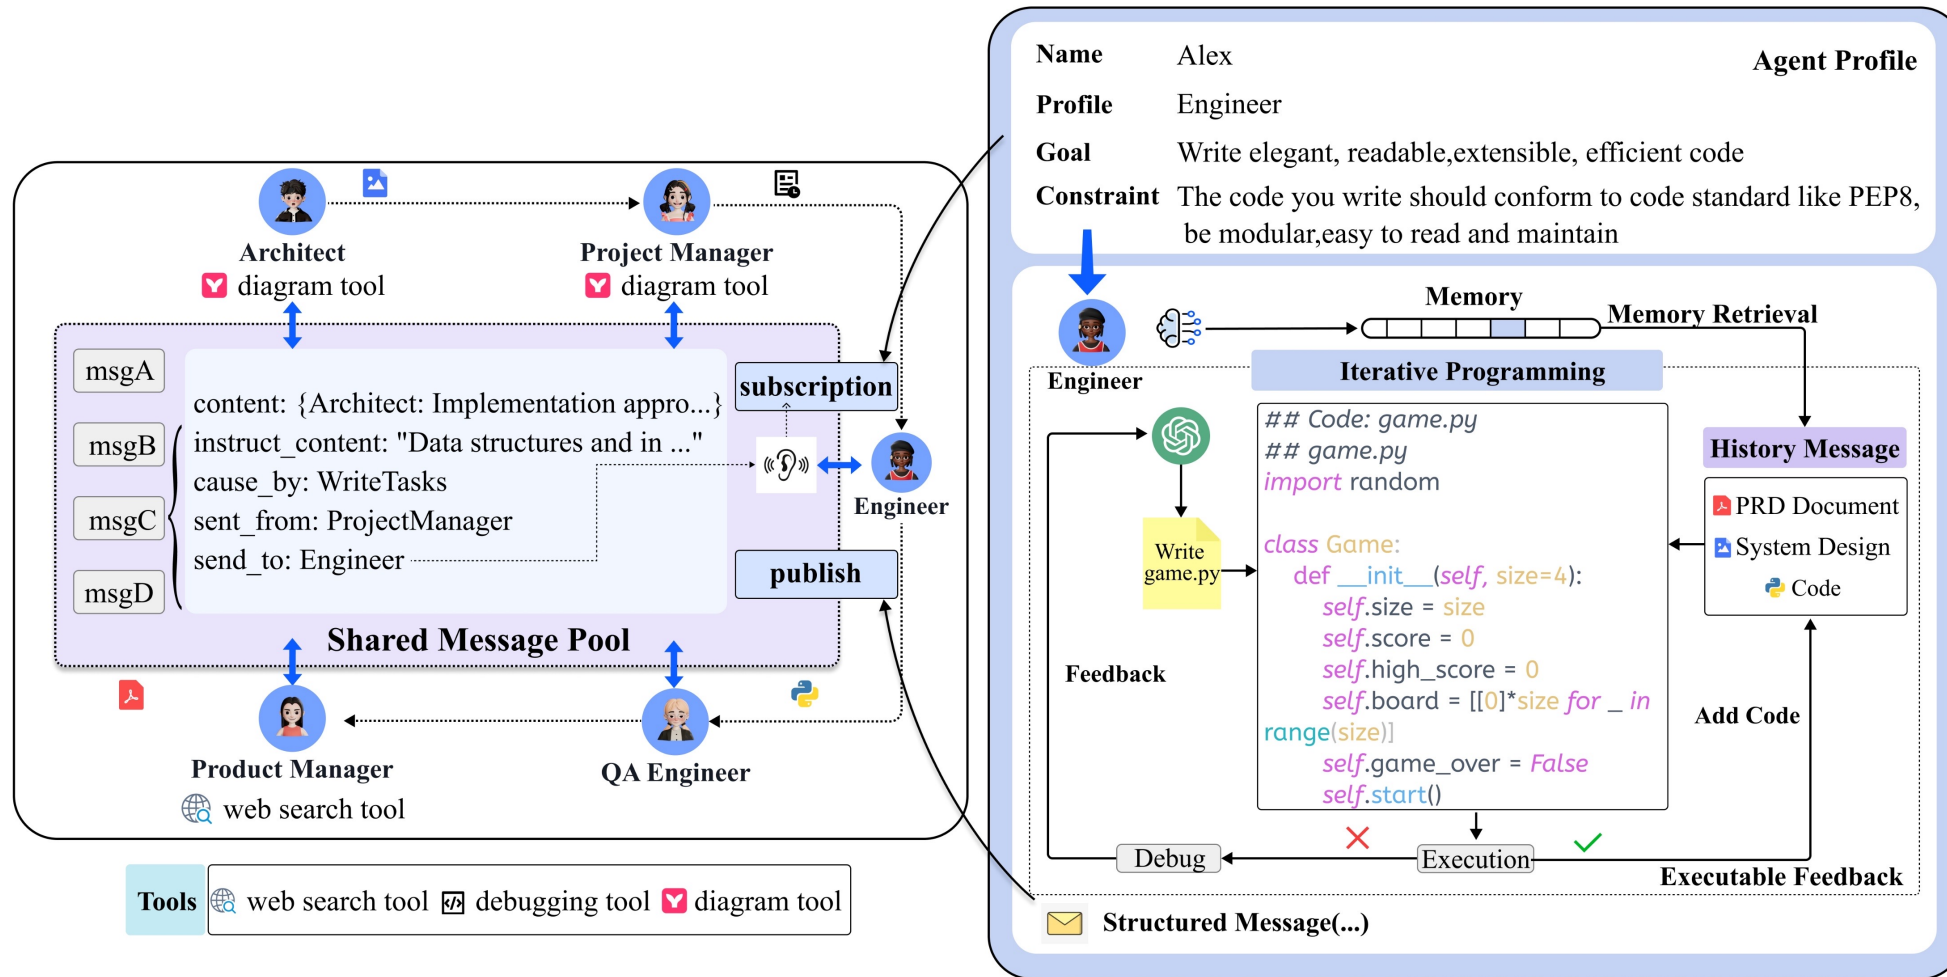 Architect
diagram tool
Project Manager
diagram tool
msgA
msgB
msgC
msgD
content: {Architect: Implementation appro...}
instruct_content: "Data structures and in ..."
cause_by: WriteTasks
sent_from: ProjectManager
send_to: Engineer
Shared Message Pool
subscription
publish
Engineer
Product Manager
web search tool
QA Engineer
Tools
web search tool
debugging tool
diagram tool
Agent Profile
Name Alex
Profile Engineer
Goal Write elegant, readable,extensible, efficient code
Constraint The code you write should conform to code standard like PEP8,
be modular,easy to read and maintain
Engineer
Memory
Memory Retrieval
Iterative Programming
Write
game.py
## Code: game.py
## game.py
import random
class Game:
def __init__(self, size=4):
self.size = size
self.score = 0
self.high_score = 0
self.board = [[0]*size for _ in
range(size)]
self.game_over = False
self.start()
History Message
PRD Document
System Design
Code
Feedback
Add Code
Debug
Execution
Executable Feedback
Structured Message(...)